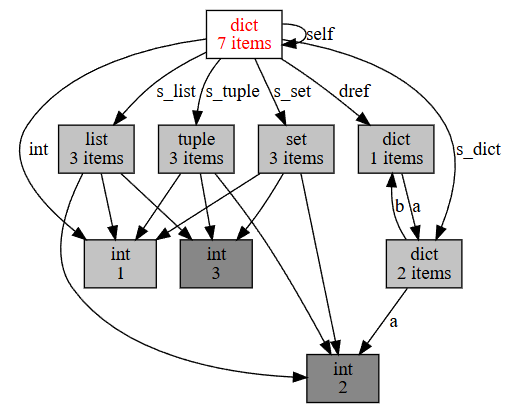 dict
7 items
self
s_list
s_tuple
s_set
dref
int
list
3 items
tuple
3 items
set
3 items
dict
1 items
s_dict
b
a
int
1
int
3
dict
2 items
a
int
2